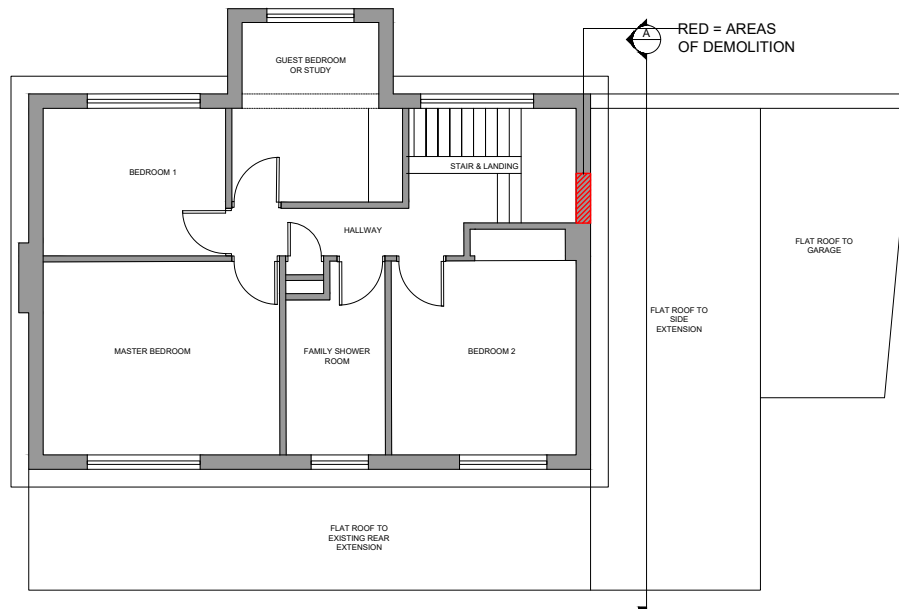 A
RED = AREAS
OF DEMOLITION
GUEST BEDROOM
OR STUDY
BEDROOM 1
STAIR & LANDING
HALLWAY
FLAT ROOF TO
GARAGE
FLAT ROOF TO
SIDE
EXTENSION
MASTER BEDROOM
FAMILY SHOWER
ROOM
BEDROOM 2
FLAT ROOF TO
EXISTING REAR
EXTENSION